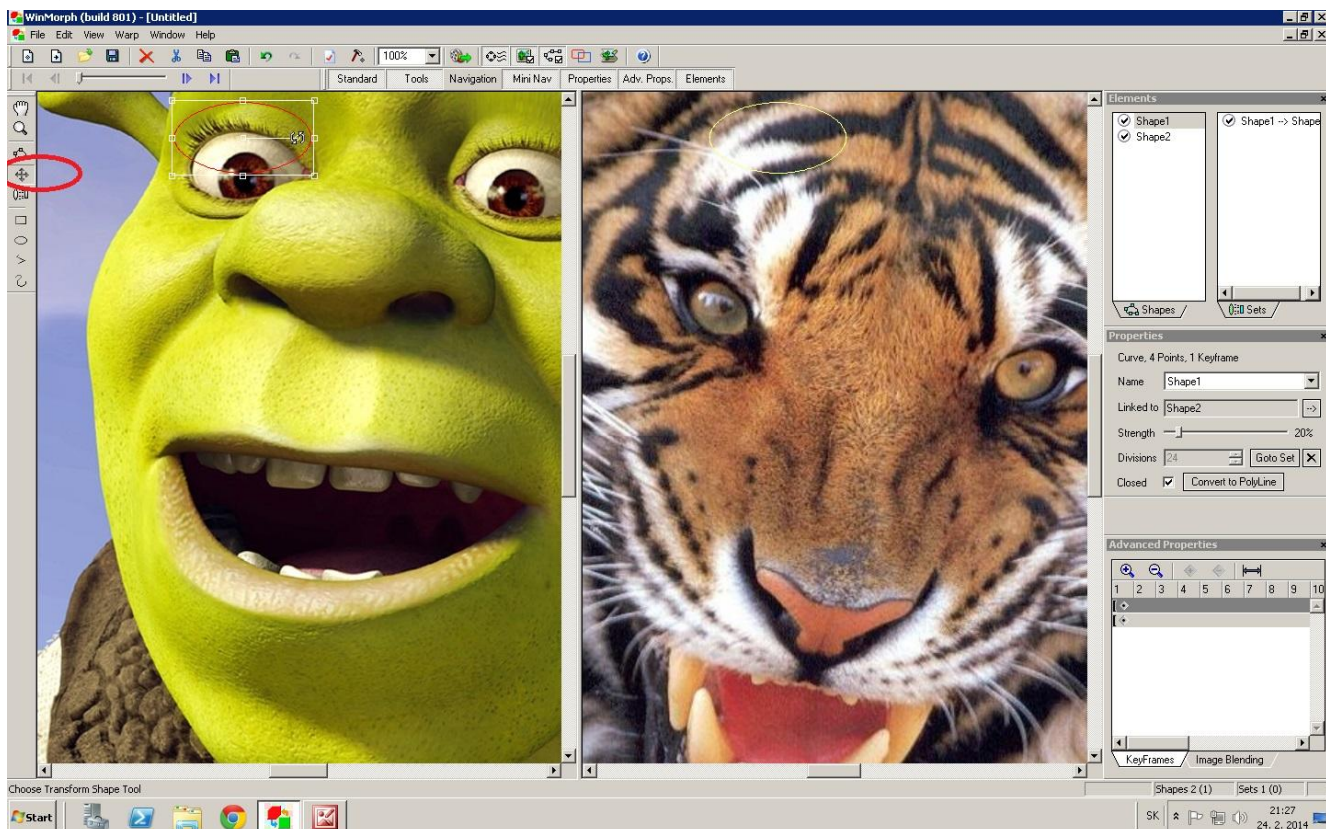 WinMorph (build 801) - [Untitled]
File Edit View Warp Window Help
100%
Standard Tools Navigation Mini Nav Properties Adv. Props. Elements
Elements
Shape1
Shape2
Shape1 --> Shape
Shapes
Sets
Properties
Curve, 4 Points, 1 Keyframe
Name Shape1
Linked to Shape2 -->
Strength 20%
Divisions 24 Goto Set
Closed Convert to PolyLine
Advanced Properties
1 2 3 4 5 6 7 8 9 10
KeyFrames Image Blending
Choose Transform Shape Tool
Shapes 2 (1) Sets 1 (0)
Start
SK
21:27
24. 2. 2014